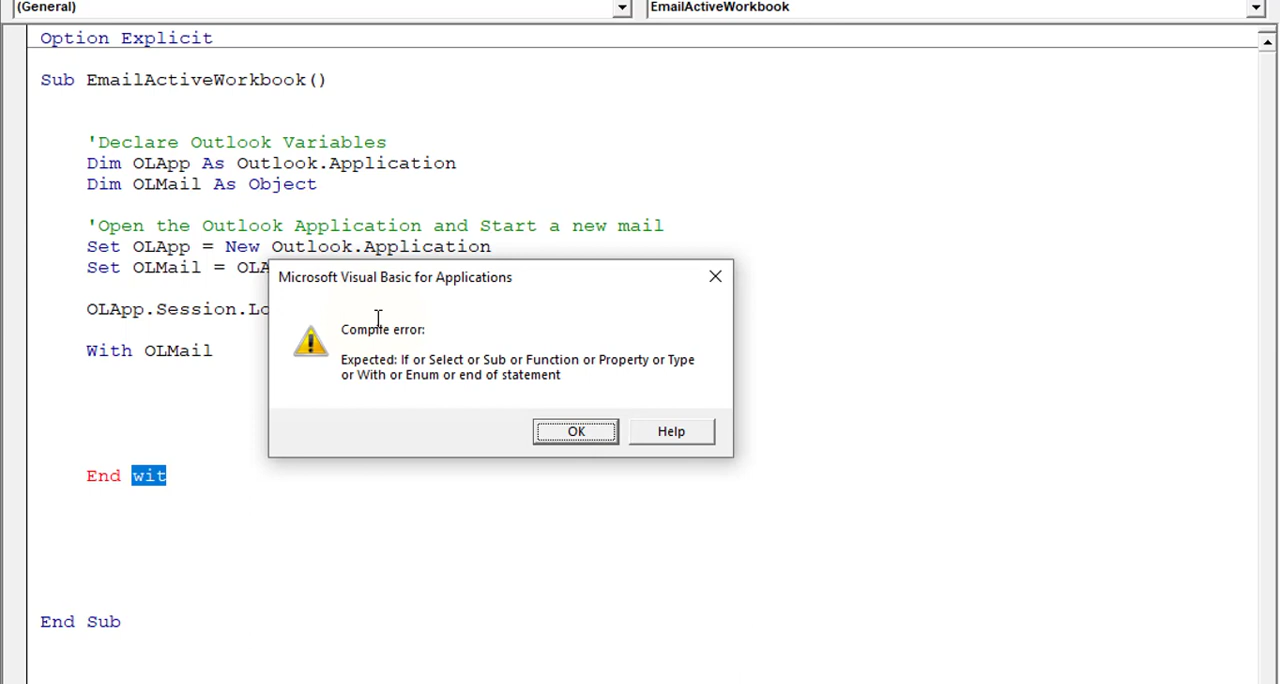 (General) EmailActiveWorkbook
Option Explicit
Sub EmailActiveWorkbook()
'Declare Outlook Variables
Dim OLApp As Outlook.Application
Dim OLMail As Object
'Open the Outlook Application and Start a new mail
Set OLApp = New Outlook.Application
Set OLMail = OLA
Microsoft Visual Basic for Applications
OLApp.Session.Lo
Compile error:
With OLMail
Expected: If or Select or Sub or Function or Property or Type
or With or Enum or end of statement
OK Help
End wit
End Sub